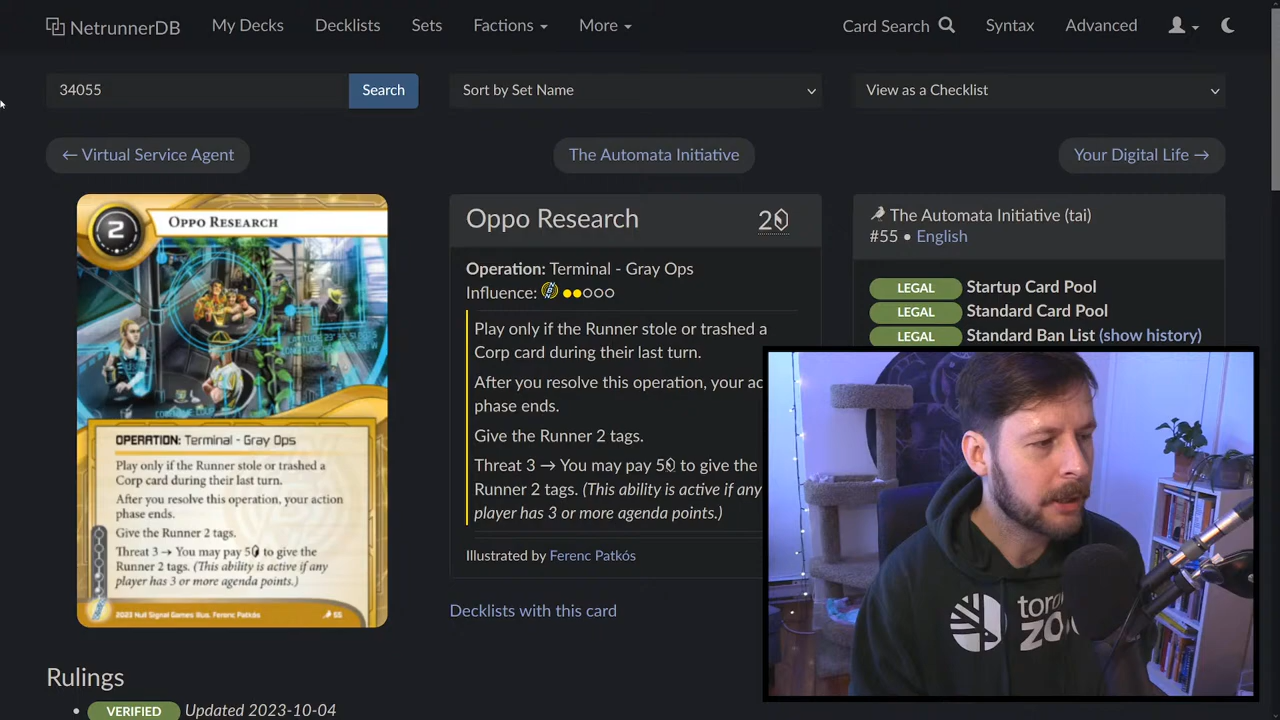 NetrunnerDB
My Decks
Decklists
Sets
Factions
More
Card Search
Syntax
Advanced
34055
Search
Sort by Set Name
View as a Checklist
← Virtual Service Agent
The Automata Initiative
Your Digital Life →
2
OPPO RESEARCH
OPERATION: Terminal - Gray Ops
Play only if the Runner stole or trashed a
Corp card during their last turn.
After you resolve this operation, your action
phase ends.
Give the Runner 2 tags.
Threat 3 → You may pay 5 to give the
Runner 2 tags. (This ability is active if any
player has 3 or more agenda points.)
2023 Null Signal Games Illus. Ferenc Patkós
55
Oppo Research
2
Operation: Terminal - Gray Ops
Influence:
Play only if the Runner stole or trashed a
Corp card during their last turn.
After you resolve this operation, your ac
phase ends.
Give the Runner 2 tags.
Threat 3 → You may pay 5 to give the
Runner 2 tags. (This ability is active if any
player has 3 or more agenda points.)
Illustrated by Ferenc Patkós
Decklists with this card
The Automata Initiative (tai)
#55 • English
LEGAL Startup Card Pool
LEGAL Standard Card Pool
LEGAL Standard Ban List (show history)
Rulings
• VERIFIED Updated 2023-10-04